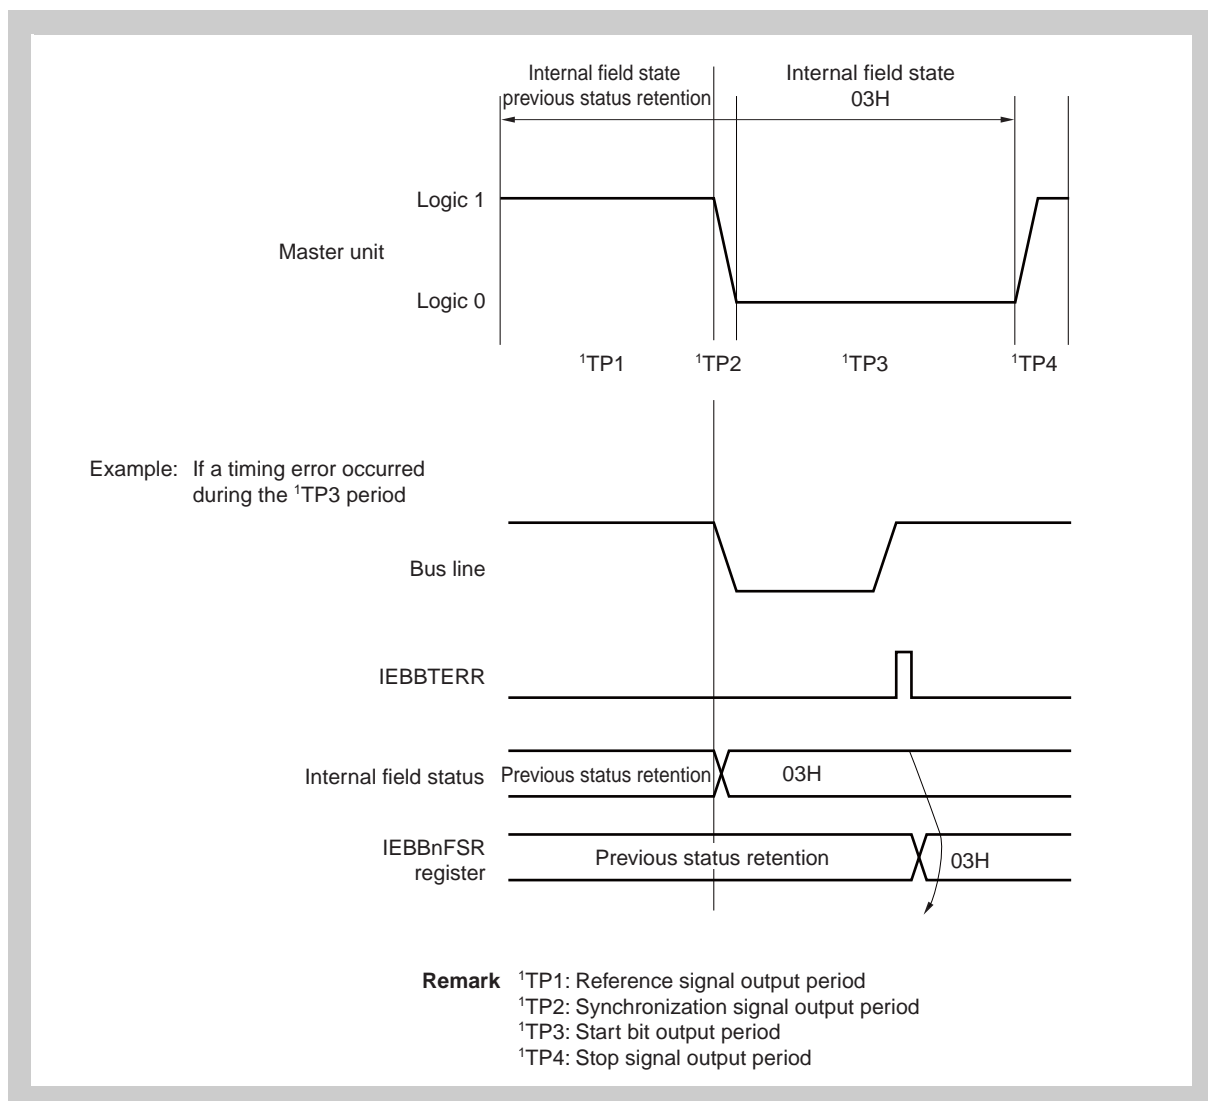 Internal field state
previous status retention
Internal field state
03H
Logic 1
Master unit
Logic 0
¹TP1
¹TP2
¹TP3
¹TP4
Example: If a timing error occurred
during the ¹TP3 period
Bus line
IEBBTERR
Internal field status
Previous status retention
03H
IEBBnFSR
register
Previous status retention
03H
Remark ¹TP1: Reference signal output period
¹TP2: Synchronization signal output period
¹TP3: Start bit output period
¹TP4: Stop signal output period